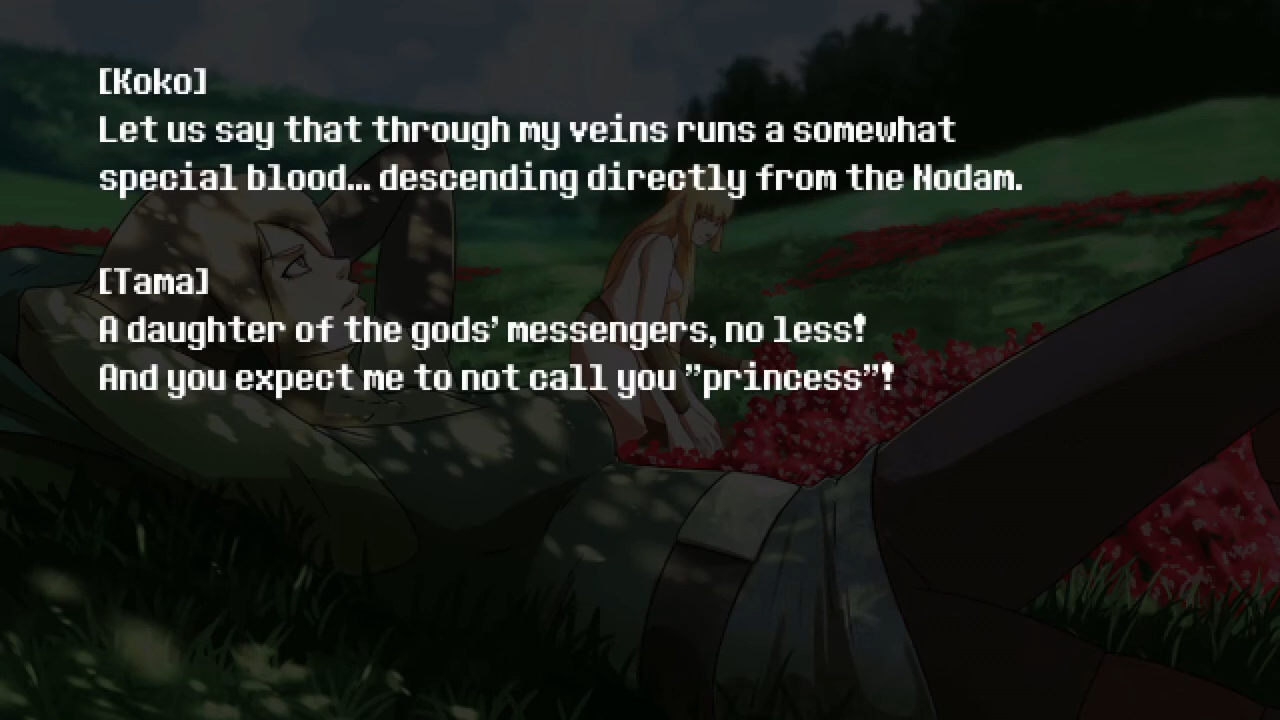 [Koko]
Let us say that through my veins runs a somewhat
special blood... descending directly from the Nodam.
[Tama]
A daughter of the gods' messengers, no less!
And you expect me to not call you "princess"!